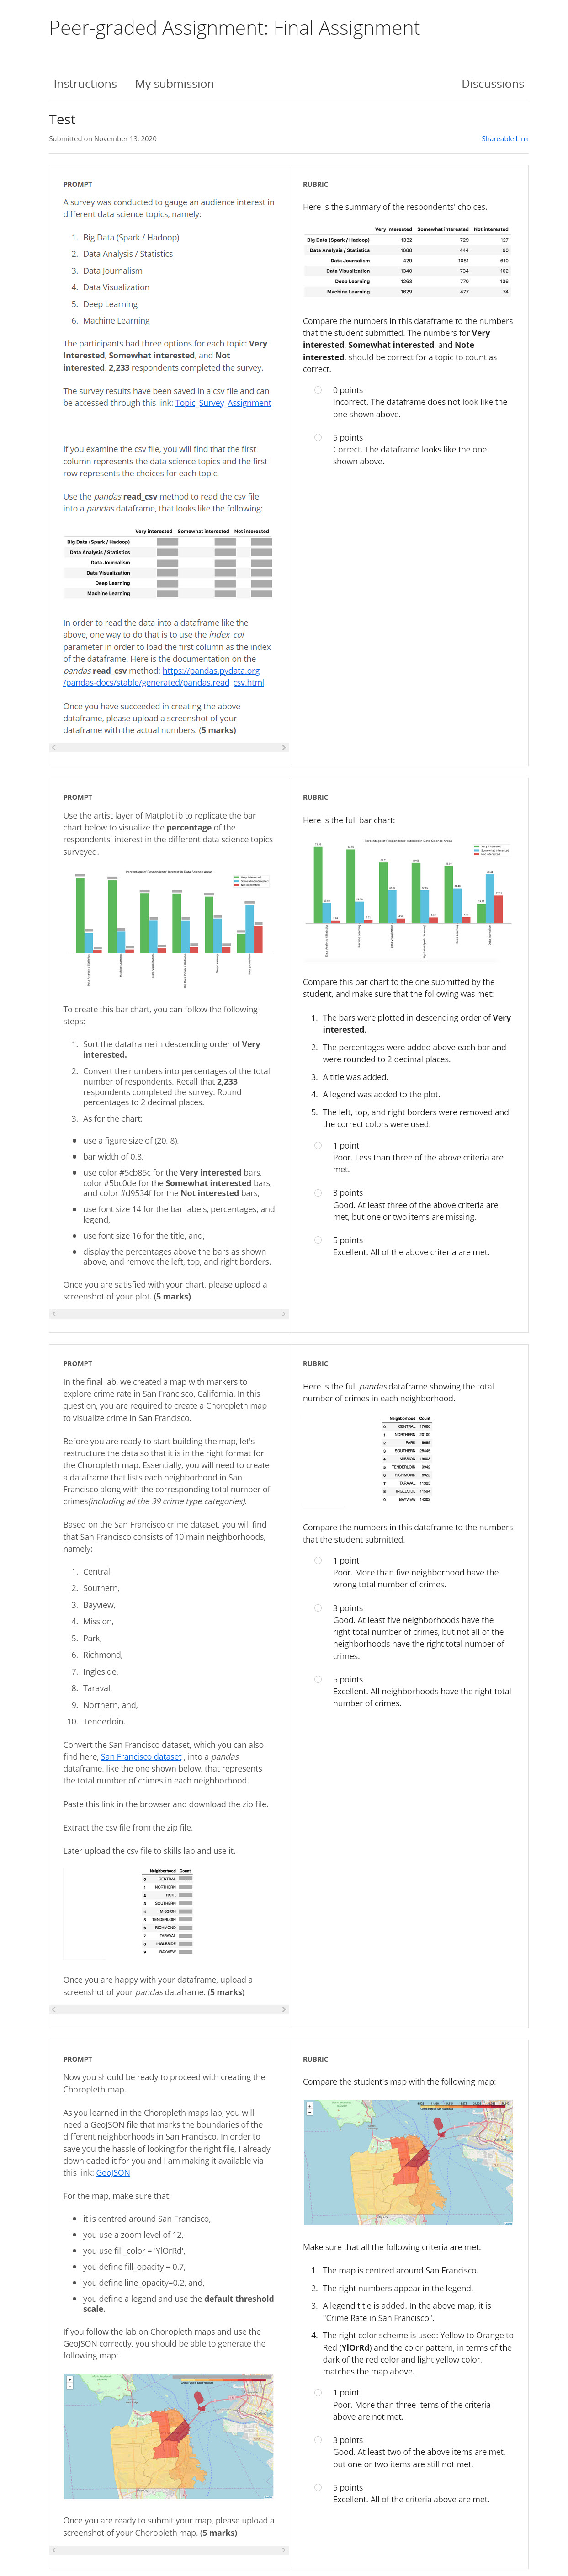 Peer-graded Assignment: Final Assignment
Instructions
My submission
Discussions
Test
Submitted on November 13, 2020
Shareable Link
PROMPT
A survey was conducted to gauge an audience interest in
different data science topics, namely:
1. Big Data (Spark / Hadoop)
2. Data Analysis / Statistics
3. Data Journalism
4. Data Visualization
5. Deep Learning
6. Machine Learning
The participants had three options for each topic: Very
Interested, Somewhat interested, and Not
interested. 2,233 respondents completed the survey.
The survey results have been saved in a csv file and can
be accessed through this link: Topic_Survey_Assignment
If you examine the csv file, you will find that the first
column represents the data science topics and the first
row represents the choices for each topic.
Use the pandas read_csv method to read the csv file
into a pandas dataframe, that looks like the following:
Very interested Somewhat interested Not interested
Big Data (Spark / Hadoop)
Data Analysis / Statistics
Data Journalism
Data Visualization
Deep Learning
Machine Learning
In order to read the data into a dataframe like the
above, one way to do that is to use the index_col
parameter in order to load the first column as the index
of the dataframe. Here is the documentation on the
pandas read_csv method: https://pandas.pydata.org
/pandas-docs/stable/generated/pandas.read_csv.html
Once you have succeeded in creating the above
dataframe, please upload a screenshot of your
dataframe with the actual numbers. (5 marks)
RUBRIC
Here is the summary of the respondents' choices.
Very interested Somewhat interested Not interested
Big Data (Spark / Hadoop) 1332 729 127
Data Analysis / Statistics 1688 444 60
Data Journalism 429 1081 610
Data Visualization 1340 734 102
Deep Learning 1263 770 136
Machine Learning 1629 477 74
Compare the numbers in this dataframe to the numbers
that the student submitted. The numbers for Very
interested, Somewhat interested, and Note
interested, should be correct for a topic to count as
correct.
0 points
Incorrect. The dataframe does not look like the
one shown above.
5 points
Correct. The dataframe looks like the one
shown above.
PROMPT
Use the artist layer of Matplotlib to replicate the bar
chart below to visualize the percentage of the
respondents' interest in the different data science topics
surveyed.
Percentage of Respondents' Interest in Data Science Areas
To create this bar chart, you can follow the following
steps:
1. Sort the dataframe in descending order of Very
interested.
2. Convert the numbers into percentages of the total
number of respondents. Recall that 2,233
respondents completed the survey. Round
percentages to 2 decimal places.
3. As for the chart:
use a figure size of (20, 8),
bar width of 0.8,
use color #5cb85c for the Very interested bars,
color #5bc0de for the Somewhat interested bars,
and color #d9534f for the Not interested bars,
use font size 14 for the bar labels, percentages, and
legend,
use font size 16 for the title, and,
display the percentages above the bars as shown
above, and remove the left, top, and right borders.
Once you are satisfied with your chart, please upload a
screenshot of your plot. (5 marks)
RUBRIC
Here is the full bar chart:
Percentage of Respondents' Interest in Data Science Areas
Compare this bar chart to the one submitted by the
student, and make sure that the following was met:
1. The bars were plotted in descending order of Very
interested.
2. The percentages were added above each bar and
were rounded to 2 decimal places.
3. A title was added.
4. A legend was added to the plot.
5. The left, top, and right borders were removed and
the correct colors were used.
1 point
Poor. Less than three of the above criteria are
met.
3 points
Good. At least three of the above criteria are
met, but one or two items are missing.
5 points
Excellent. All of the above criteria are met.
PROMPT
In the final lab, we created a map with markers to
explore crime rate in San Francisco, California. In this
question, you are required to create a Choropleth map
to visualize crime in San Francisco.
Before you are ready to start building the map, let's
restructure the data so that it is in the right format for
the Choropleth map. Essentially, you will need to create
a dataframe that lists each neighborhood in San
Francisco along with the corresponding total number of
crimes(including all the 39 crime type categories).
Based on the San Francisco crime dataset, you will find
that San Francisco consists of 10 main neighborhoods,
namely:
1. Central,
2. Southern,
3. Bayview,
4. Mission,
5. Park,
6. Richmond,
7. Ingleside,
8. Taraval,
9. Northern, and,
10. Tenderloin.
Convert the San Francisco dataset, which you can also
find here, San Francisco dataset , into a pandas
dataframe, like the one shown below, that represents
the total number of crimes in each neighborhood.
Paste this link in the browser and download the zip file.
Extract the csv file from the zip file.
Later upload the csv file to skills lab and use it.
Neighborhood Count
0 CENTRAL
1 NORTHERN
2 PARK
3 SOUTHERN
4 MISSION
5 TENDERLOIN
6 RICHMOND
7 TARAVAL
8 INGLESIDE
9 BAYVIEW
Once you are happy with your dataframe, upload a
screenshot of your pandas dataframe. (5 marks)
RUBRIC
Here is the full pandas dataframe showing the total
number of crimes in each neighborhood.
Neighborhood Count
0 CENTRAL 17666
1 NORTHERN 20100
2 PARK 8699
3 SOUTHERN 28445
4 MISSION 19503
5 TENDERLOIN 9942
6 RICHMOND 8922
7 TARAVAL 11325
8 INGLESIDE 11594
9 BAYVIEW 14303
Compare the numbers in this dataframe to the numbers
that the student submitted.
1 point
Poor. More than five neighborhood have the
wrong total number of crimes.
3 points
Good. At least five neighborhoods have the
right total number of crimes, but not all of the
neighborhoods have the right total number of
crimes.
5 points
Excellent. All neighborhoods have the right total
number of crimes.
PROMPT
Now you should be ready to proceed with creating the
Choropleth map.
As you learned in the Choropleth maps lab, you will
need a GeoJSON file that marks the boundaries of the
different neighborhoods in San Francisco. In order to
save you the hassle of looking for the right file, I already
downloaded it for you and I am making it available via
this link: GeoJSON
For the map, make sure that:
it is centred around San Francisco,
you use a zoom level of 12,
you use fill_color = 'YlOrRd',
you define fill_opacity = 0.7,
you define line_opacity=0.2, and,
you define a legend and use the default threshold
scale.
If you follow the lab on Choropleth maps and use the
GeoJSON correctly, you should be able to generate the
following map:
Once you are ready to submit your map, please upload a
screenshot of your Choropleth map. (5 marks)
RUBRIC
Compare the student's map with the following map:
Make sure that all the following criteria are met:
1. The map is centred around San Francisco.
2. The right numbers appear in the legend.
3. A legend title is added. In the above map, it is
"Crime Rate in San Francisco".
4. The right color scheme is used: Yellow to Orange to
Red (YlOrRd) and the color pattern, in terms of the
dark of the red color and light yellow color,
matches the map above.
1 point
Poor. More than three items of the criteria
above are not met.
3 points
Good. At least two of the above items are met,
but one or two items are still not met.
5 points
Excellent. All of the criteria above are met.